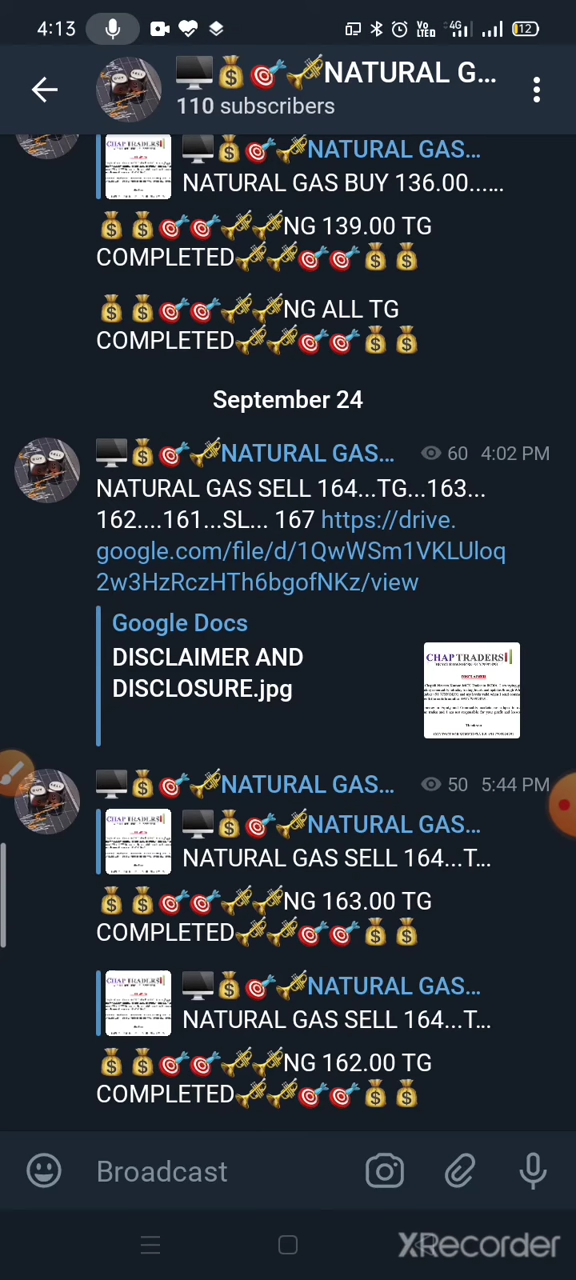 4:13
Vo LTED 4G 12
🖥💰🎯🎺NATURAL G...
110 subscribers
🖥💰🎯🎺NATURAL GAS...
NATURAL GAS BUY 136.00......
💰💰🎯🎯🎺🎺NG 139.00 TG
COMPLETED🎺🎺🎯🎯💰💰
💰💰🎯🎯🎺🎺NG ALL TG
COMPLETED🎺🎺🎯🎯💰💰
September 24
🖥💰🎯🎺NATURAL GAS... 60 4:02 PM
NATURAL GAS SELL 164...TG...163...
162....161...SL... 167 https://drive.
google.com/file/d/1QwWSm1VKLUloq
2w3HzRczHTh6bgofNKz/view
Google Docs
DISCLAIMER AND
DISCLOSURE.jpg
CHAP TRADERS
🖥💰🎯🎺NATURAL GAS... 50 5:44 PM
🖥💰🎯🎺NATURAL GAS...
NATURAL GAS SELL 164...T...
💰💰🎯🎯🎺🎺NG 163.00 TG
COMPLETED🎺🎺🎯🎯💰💰
🖥💰🎯🎺NATURAL GAS...
NATURAL GAS SELL 164...T...
💰💰🎯🎯🎺🎺NG 162.00 TG
COMPLETED🎺🎺🎯🎯💰💰
Broadcast
XRecorder